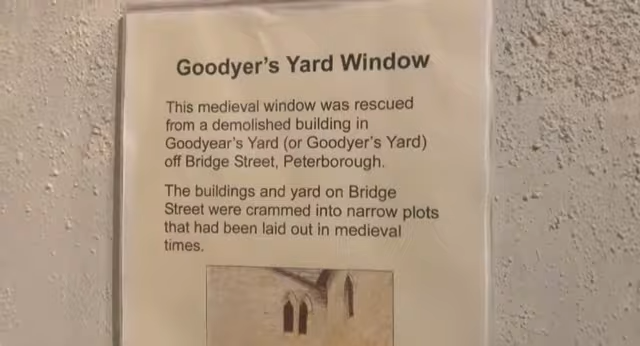 Goodyer's Yard Window
This medieval window was rescued
from a demolished building in
Goodyear's Yard (or Goodyer's Yard)
off Bridge Street, Peterborough.
The buildings and yard on Bridge
Street were crammed into narrow plots
that had been laid out in medieval
times.